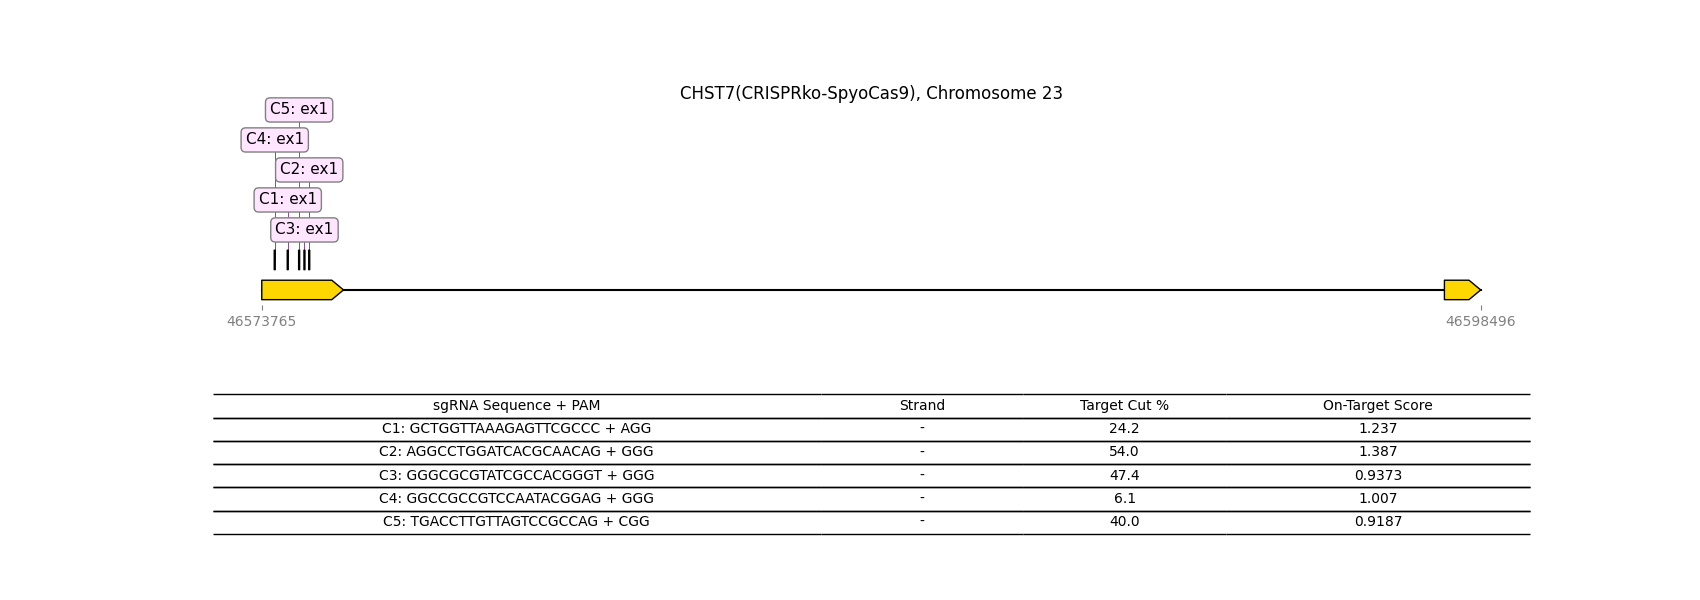 CHST7(CRISPRko-SpyoCas9), Chromosome 23
C5: ex1
C4: ex1
C2: ex1
C1: ex1
C3: ex1
46573765 46598496
sgRNA Sequence + PAM Strand Target Cut % On-Target Score
C1: GCTGGTTAAAGAGTTCGCCC + AGG - 24.2 1.237
C2: AGGCCTGGATCACGCAACAG + GGG - 54.0 1.387
C3: GGGCGCGTATCGCCACGGGT + GGG - 47.4 0.9373
C4: GGCCGCCGTCCAATACGGAG + GGG - 6.1 1.007
C5: TGACCTTGTTAGTCCGCCAG + CGG - 40.0 0.9187